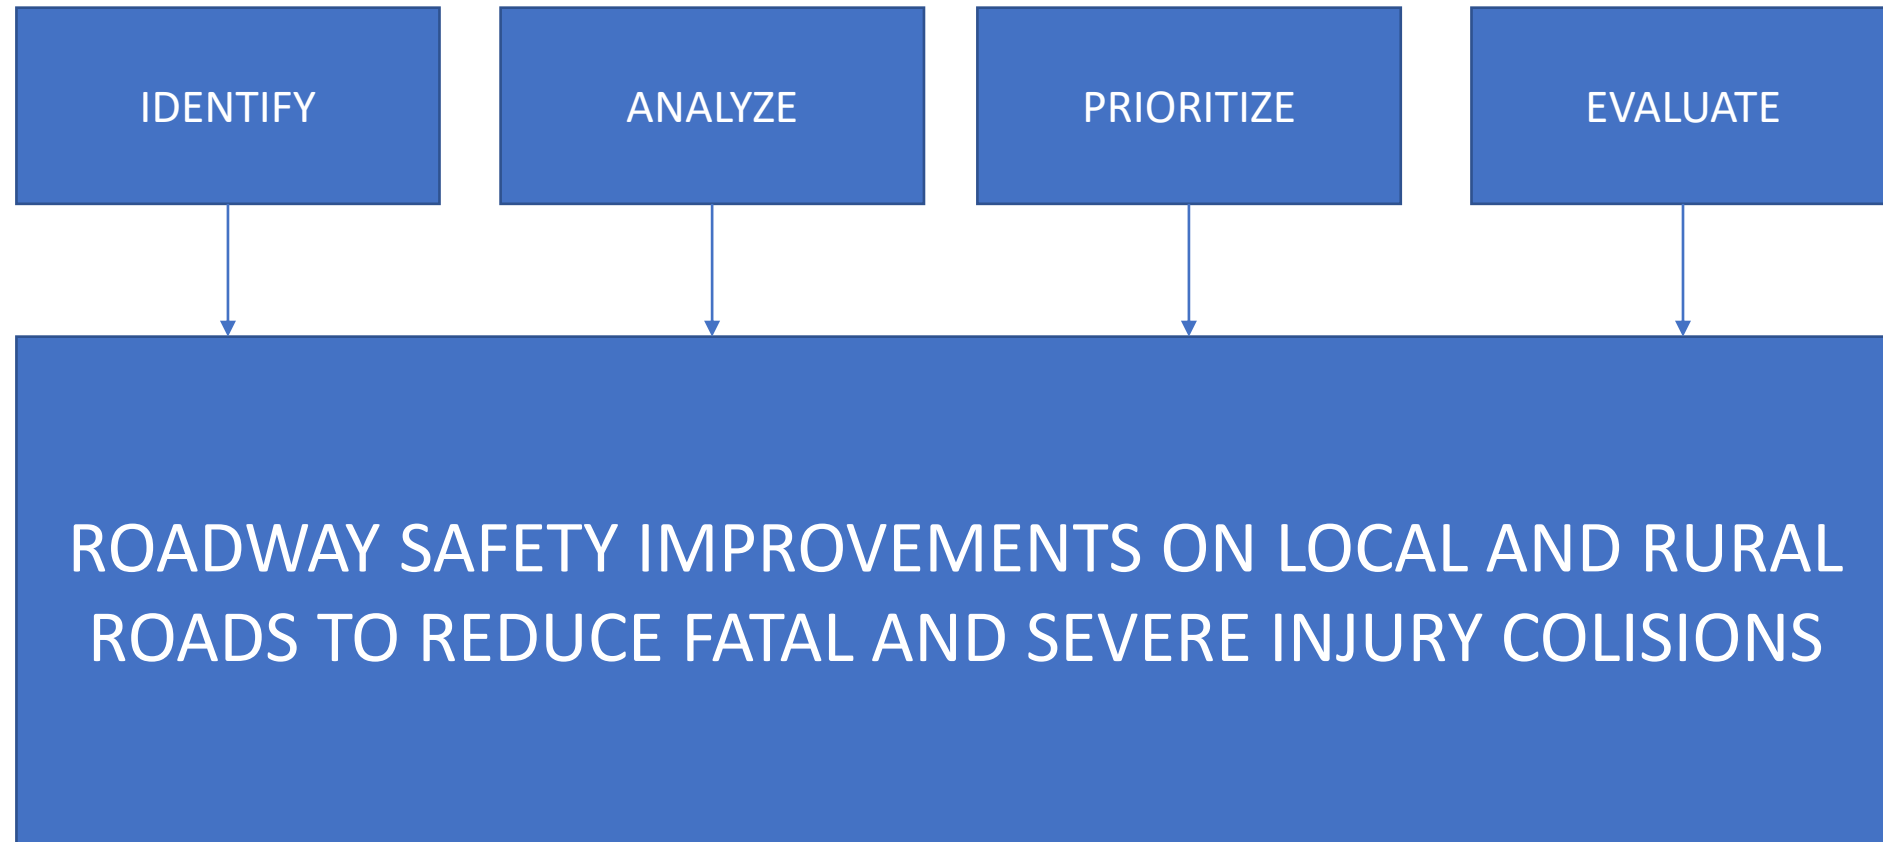 IDENTIFY
ANALYZE
PRIORITIZE
EVALUATE
ROADWAY SAFETY IMPROVEMENTS ON LOCAL AND RURAL
ROADS TO REDUCE FATAL AND SEVERE INJURY COLISIONS